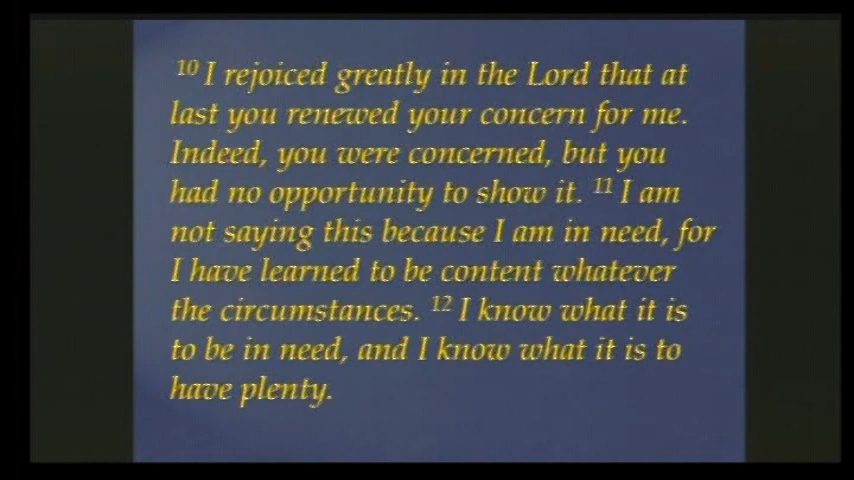 10 I rejoiced greatly in the Lord that at
last you renewed your concern for me.
Indeed, you were concerned, but you
had no opportunity to show it. 11 I am
not saying this because I am in need, for
I have learned to be content whatever
the circumstances. 12 I know what it is
to be in need, and I know what it is to
have plenty.